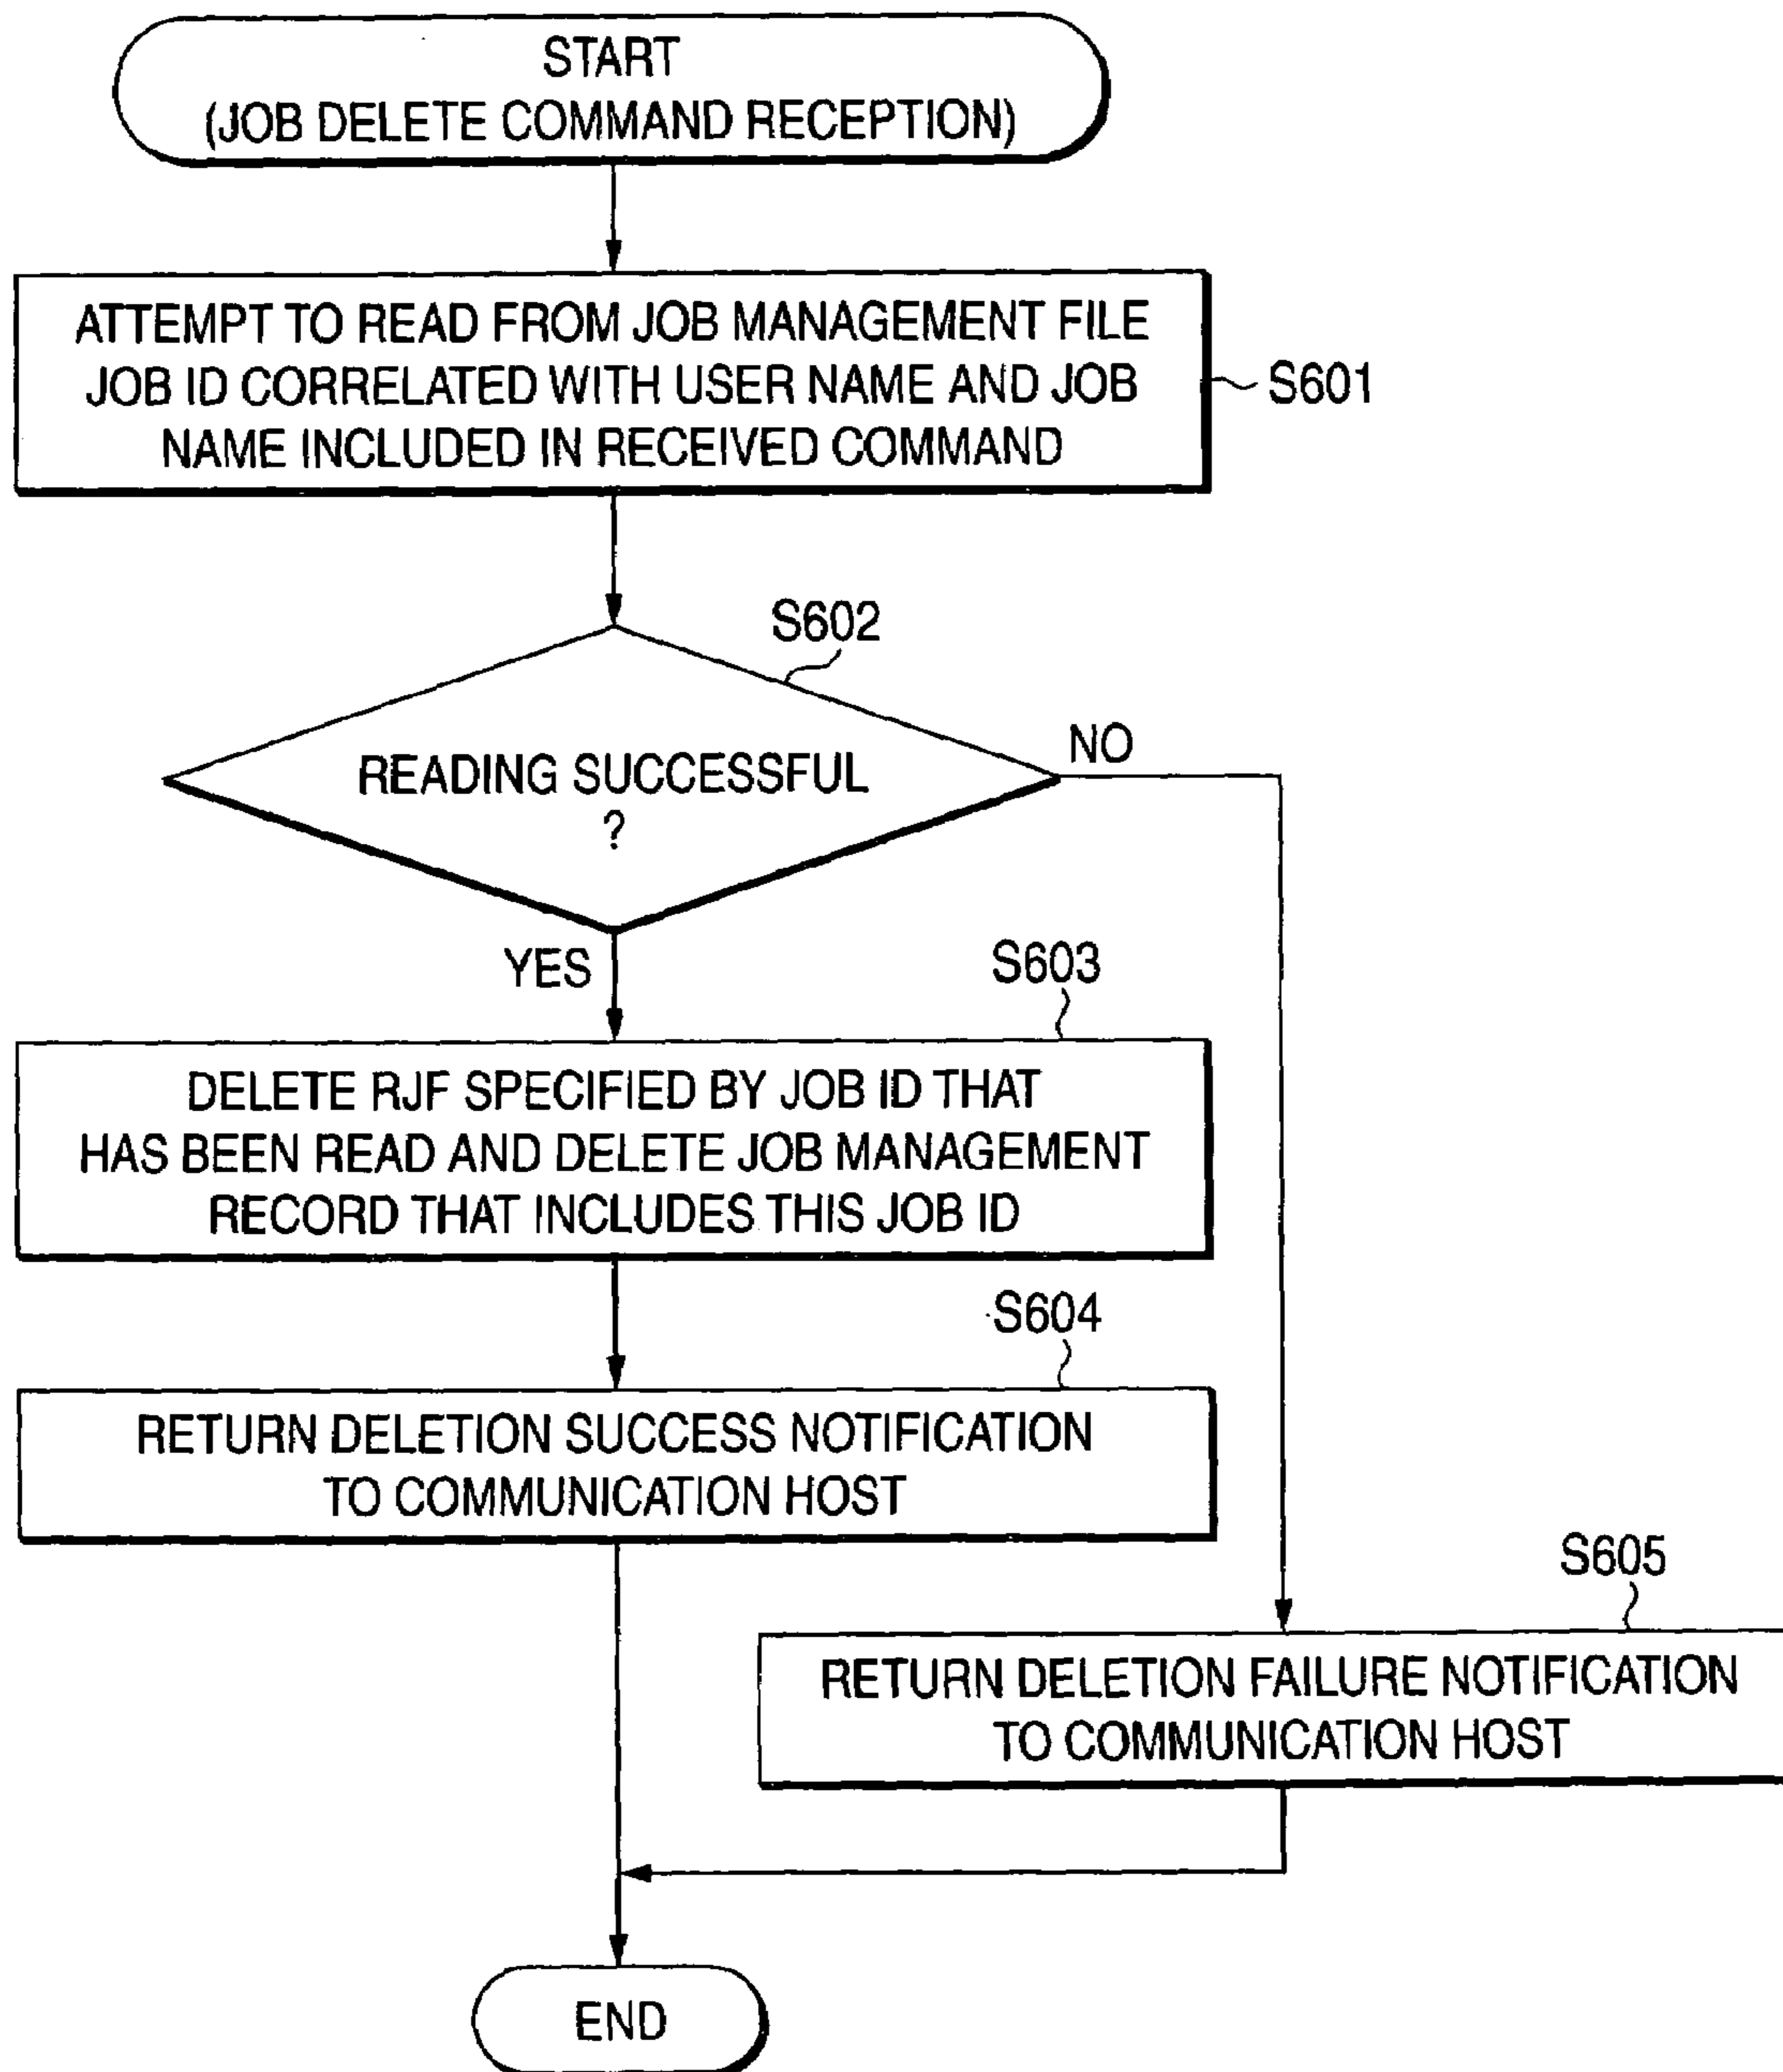 START
(JOB DELETE COMMAND RECEPTION)
ATTEMPT TO READ FROM JOB MANAGEMENT FILE
JOB ID CORRELATED WITH USER NAME AND JOB
NAME INCLUDED IN RECEIVED COMMAND
S601
S602
READING SUCCESSFUL
?
NO
YES
S603
DELETE RJF SPECIFIED BY JOB ID THAT
HAS BEEN READ AND DELETE JOB MANAGEMENT
RECORD THAT INCLUDES THIS JOB ID
S604
RETURN DELETION SUCCESS NOTIFICATION
TO COMMUNICATION HOST
S605
RETURN DELETION FAILURE NOTIFICATION
TO COMMUNICATION HOST
END